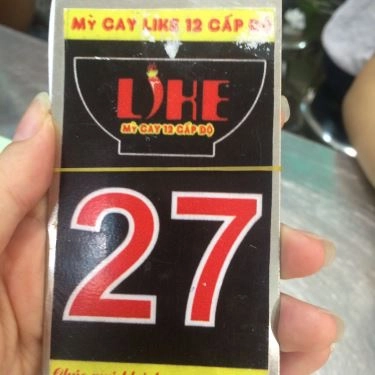 MỲ CAY LIKE 12 CẤP ĐỘ
LIKE
MỲ CAY 12 CẤP ĐỘ
27